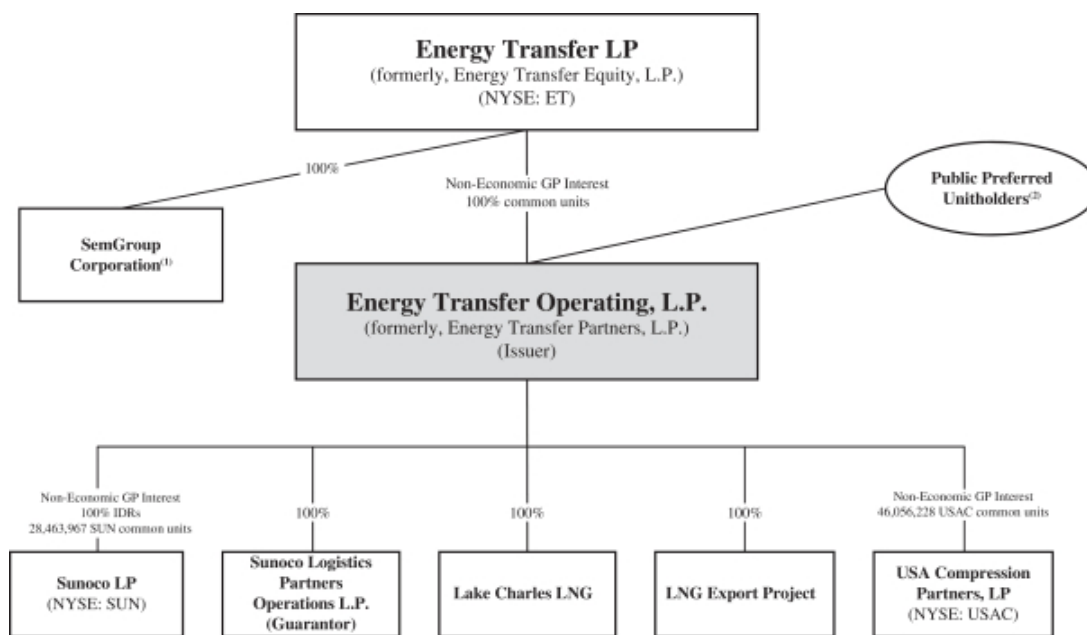 Energy Transfer LP
(formerly, Energy Transfer Equity, L.P.)
(NYSE: ET)
100%
Non-Economic GP Interest
100% common units
Public Preferred
Unitholders(2)
SemGroup
Corporation(1)
Energy Transfer Operating, L.P.
(formerly, Energy Transfer Partners, L.P.)
(Issuer)
Non-Economic GP Interest
100% IDRs
28,463,967 SUN common units
100%
100%
100%
Non-Economic GP Interest
46,056,228 USAC common units
Sunoco LP
(NYSE: SUN)
Sunoco Logistics
Partners
Operations L.P.
(Guarantor)
Lake Charles LNG
LNG Export Project
USA Compression
Partners, LP
(NYSE: USAC)